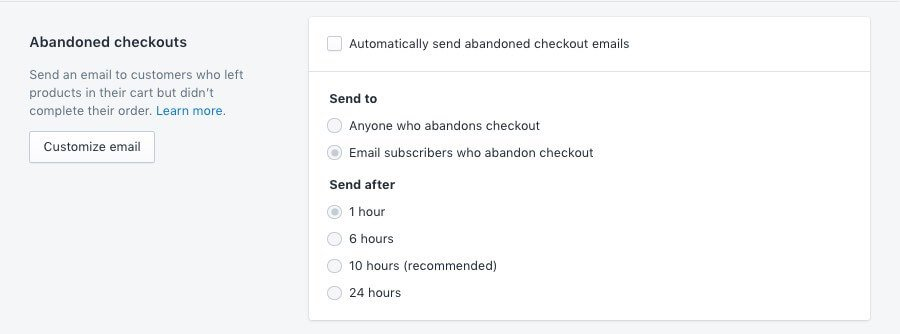 Abandoned checkouts
Send an email to customers who left
products in their cart but didn’t
complete their order. Learn more.
Customize email
Automatically send abandoned checkout emails
Send to
Anyone who abandons checkout
Email subscribers who abandon checkout
Send after
1 hour
6 hours
10 hours (recommended)
24 hours